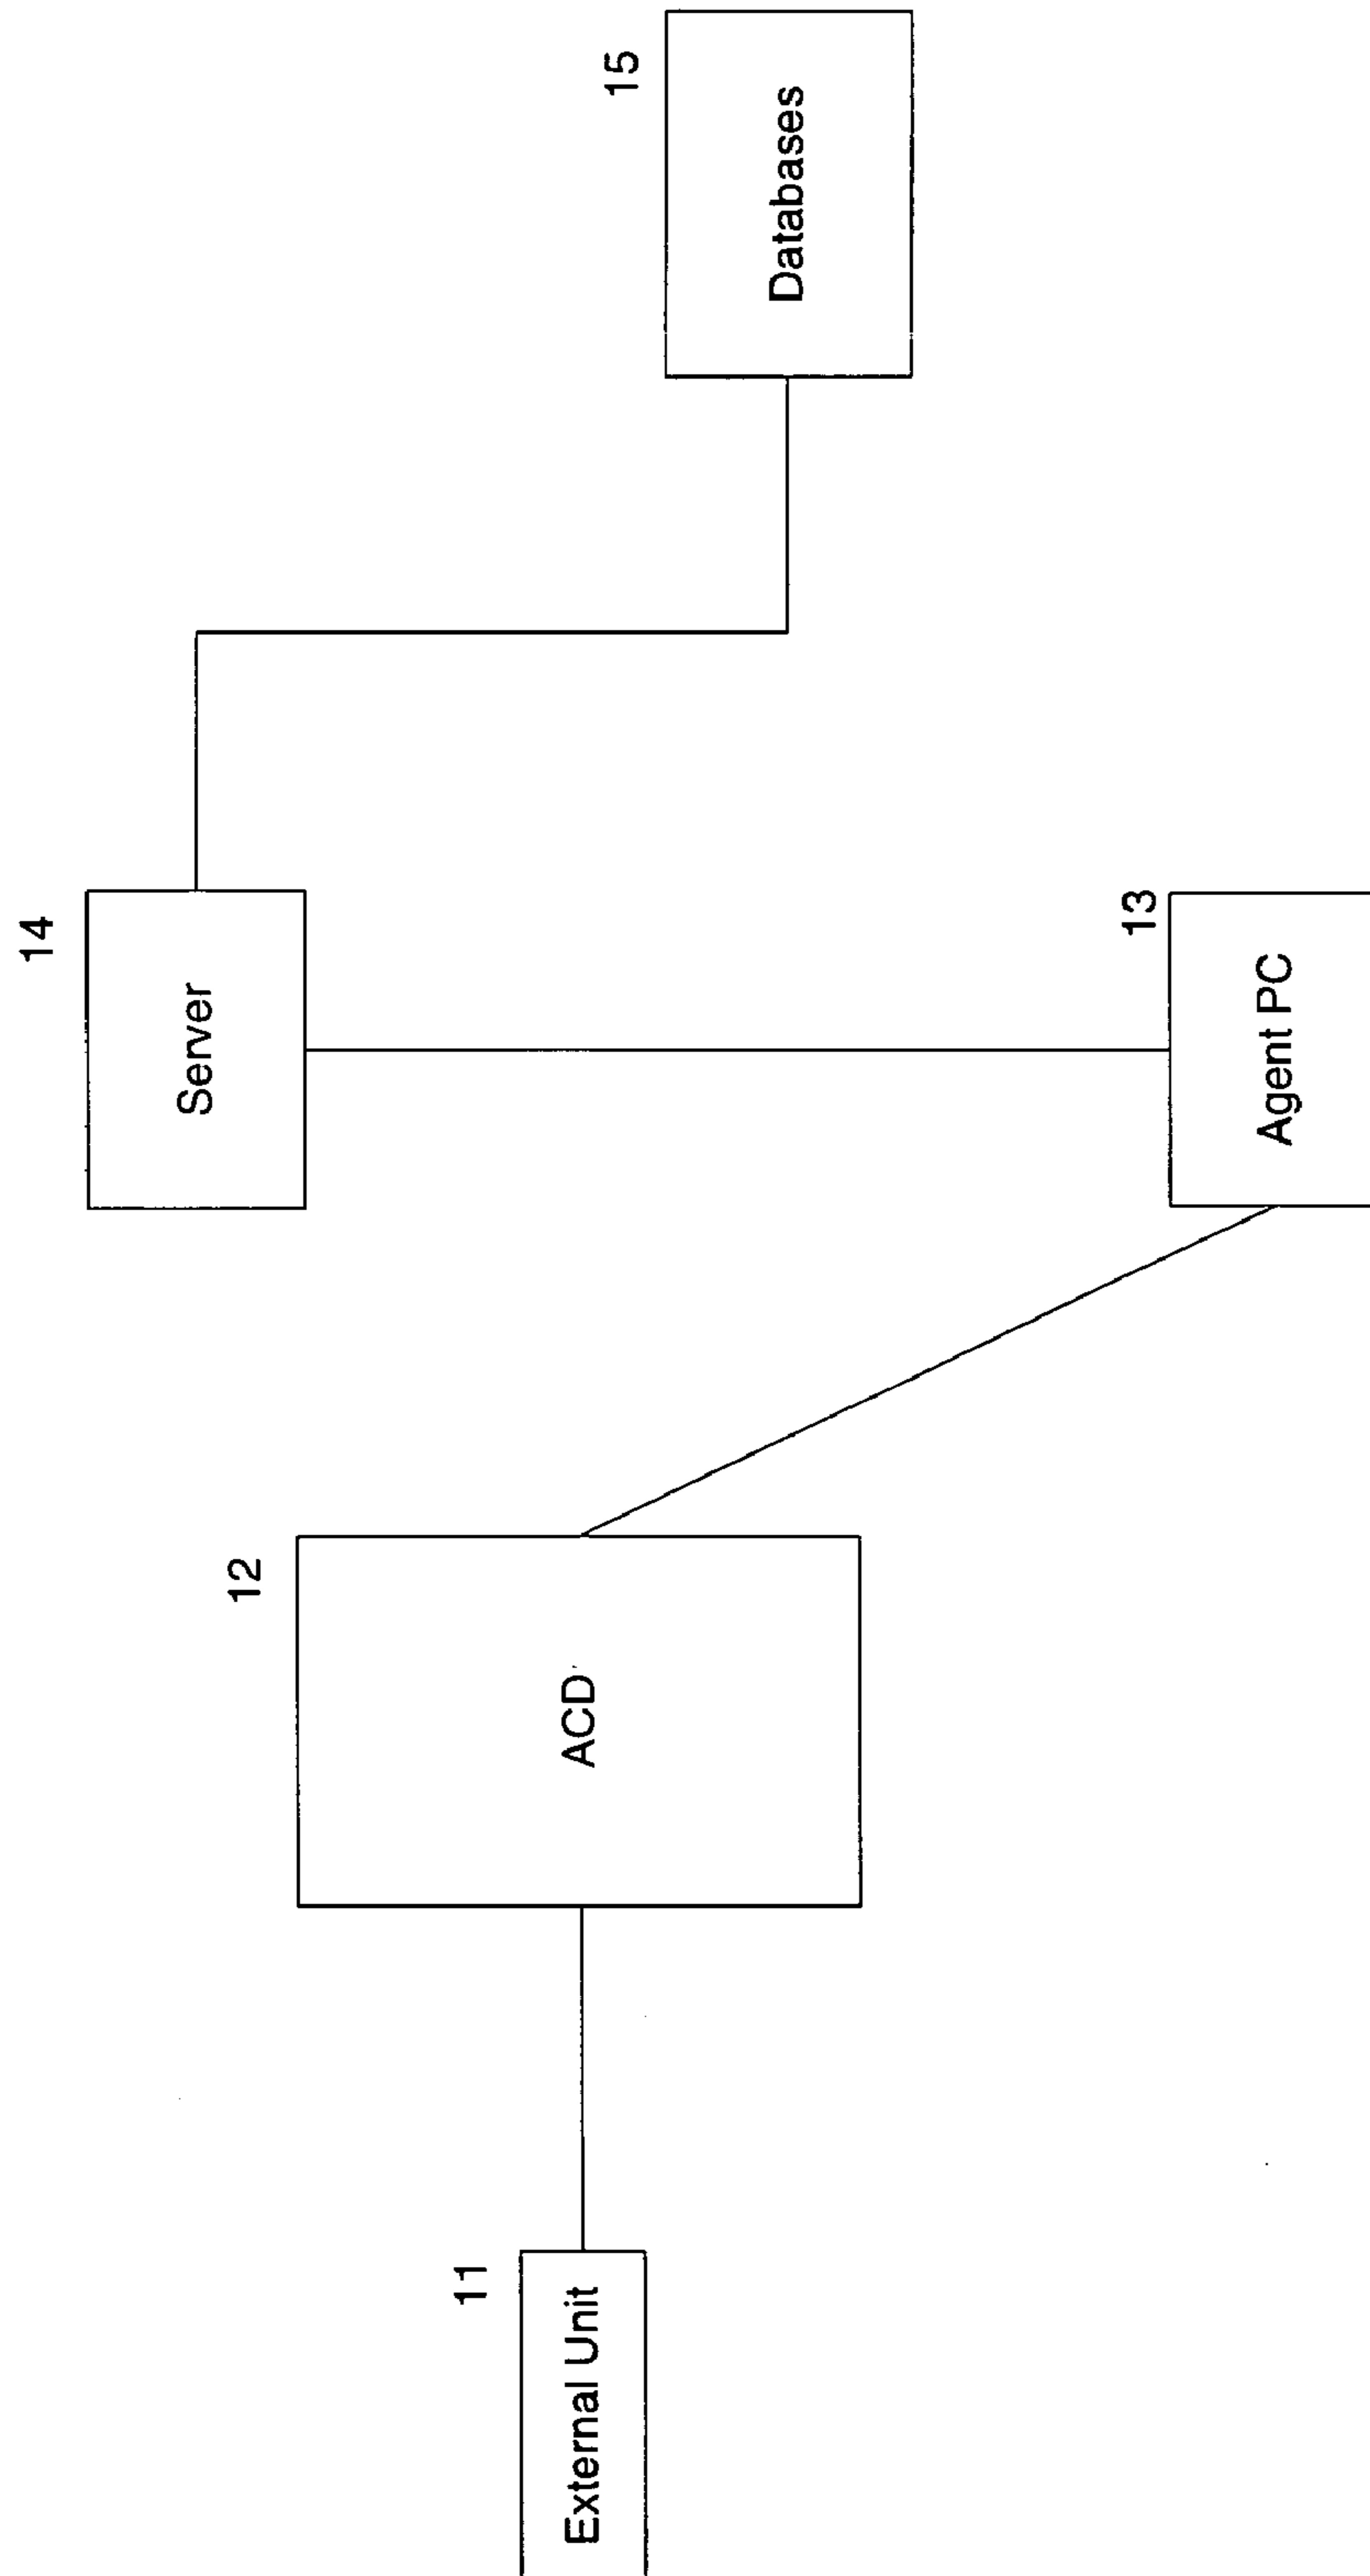 14
Server
15
Databases
12
ACD
13
Agent PC
11
External Unit